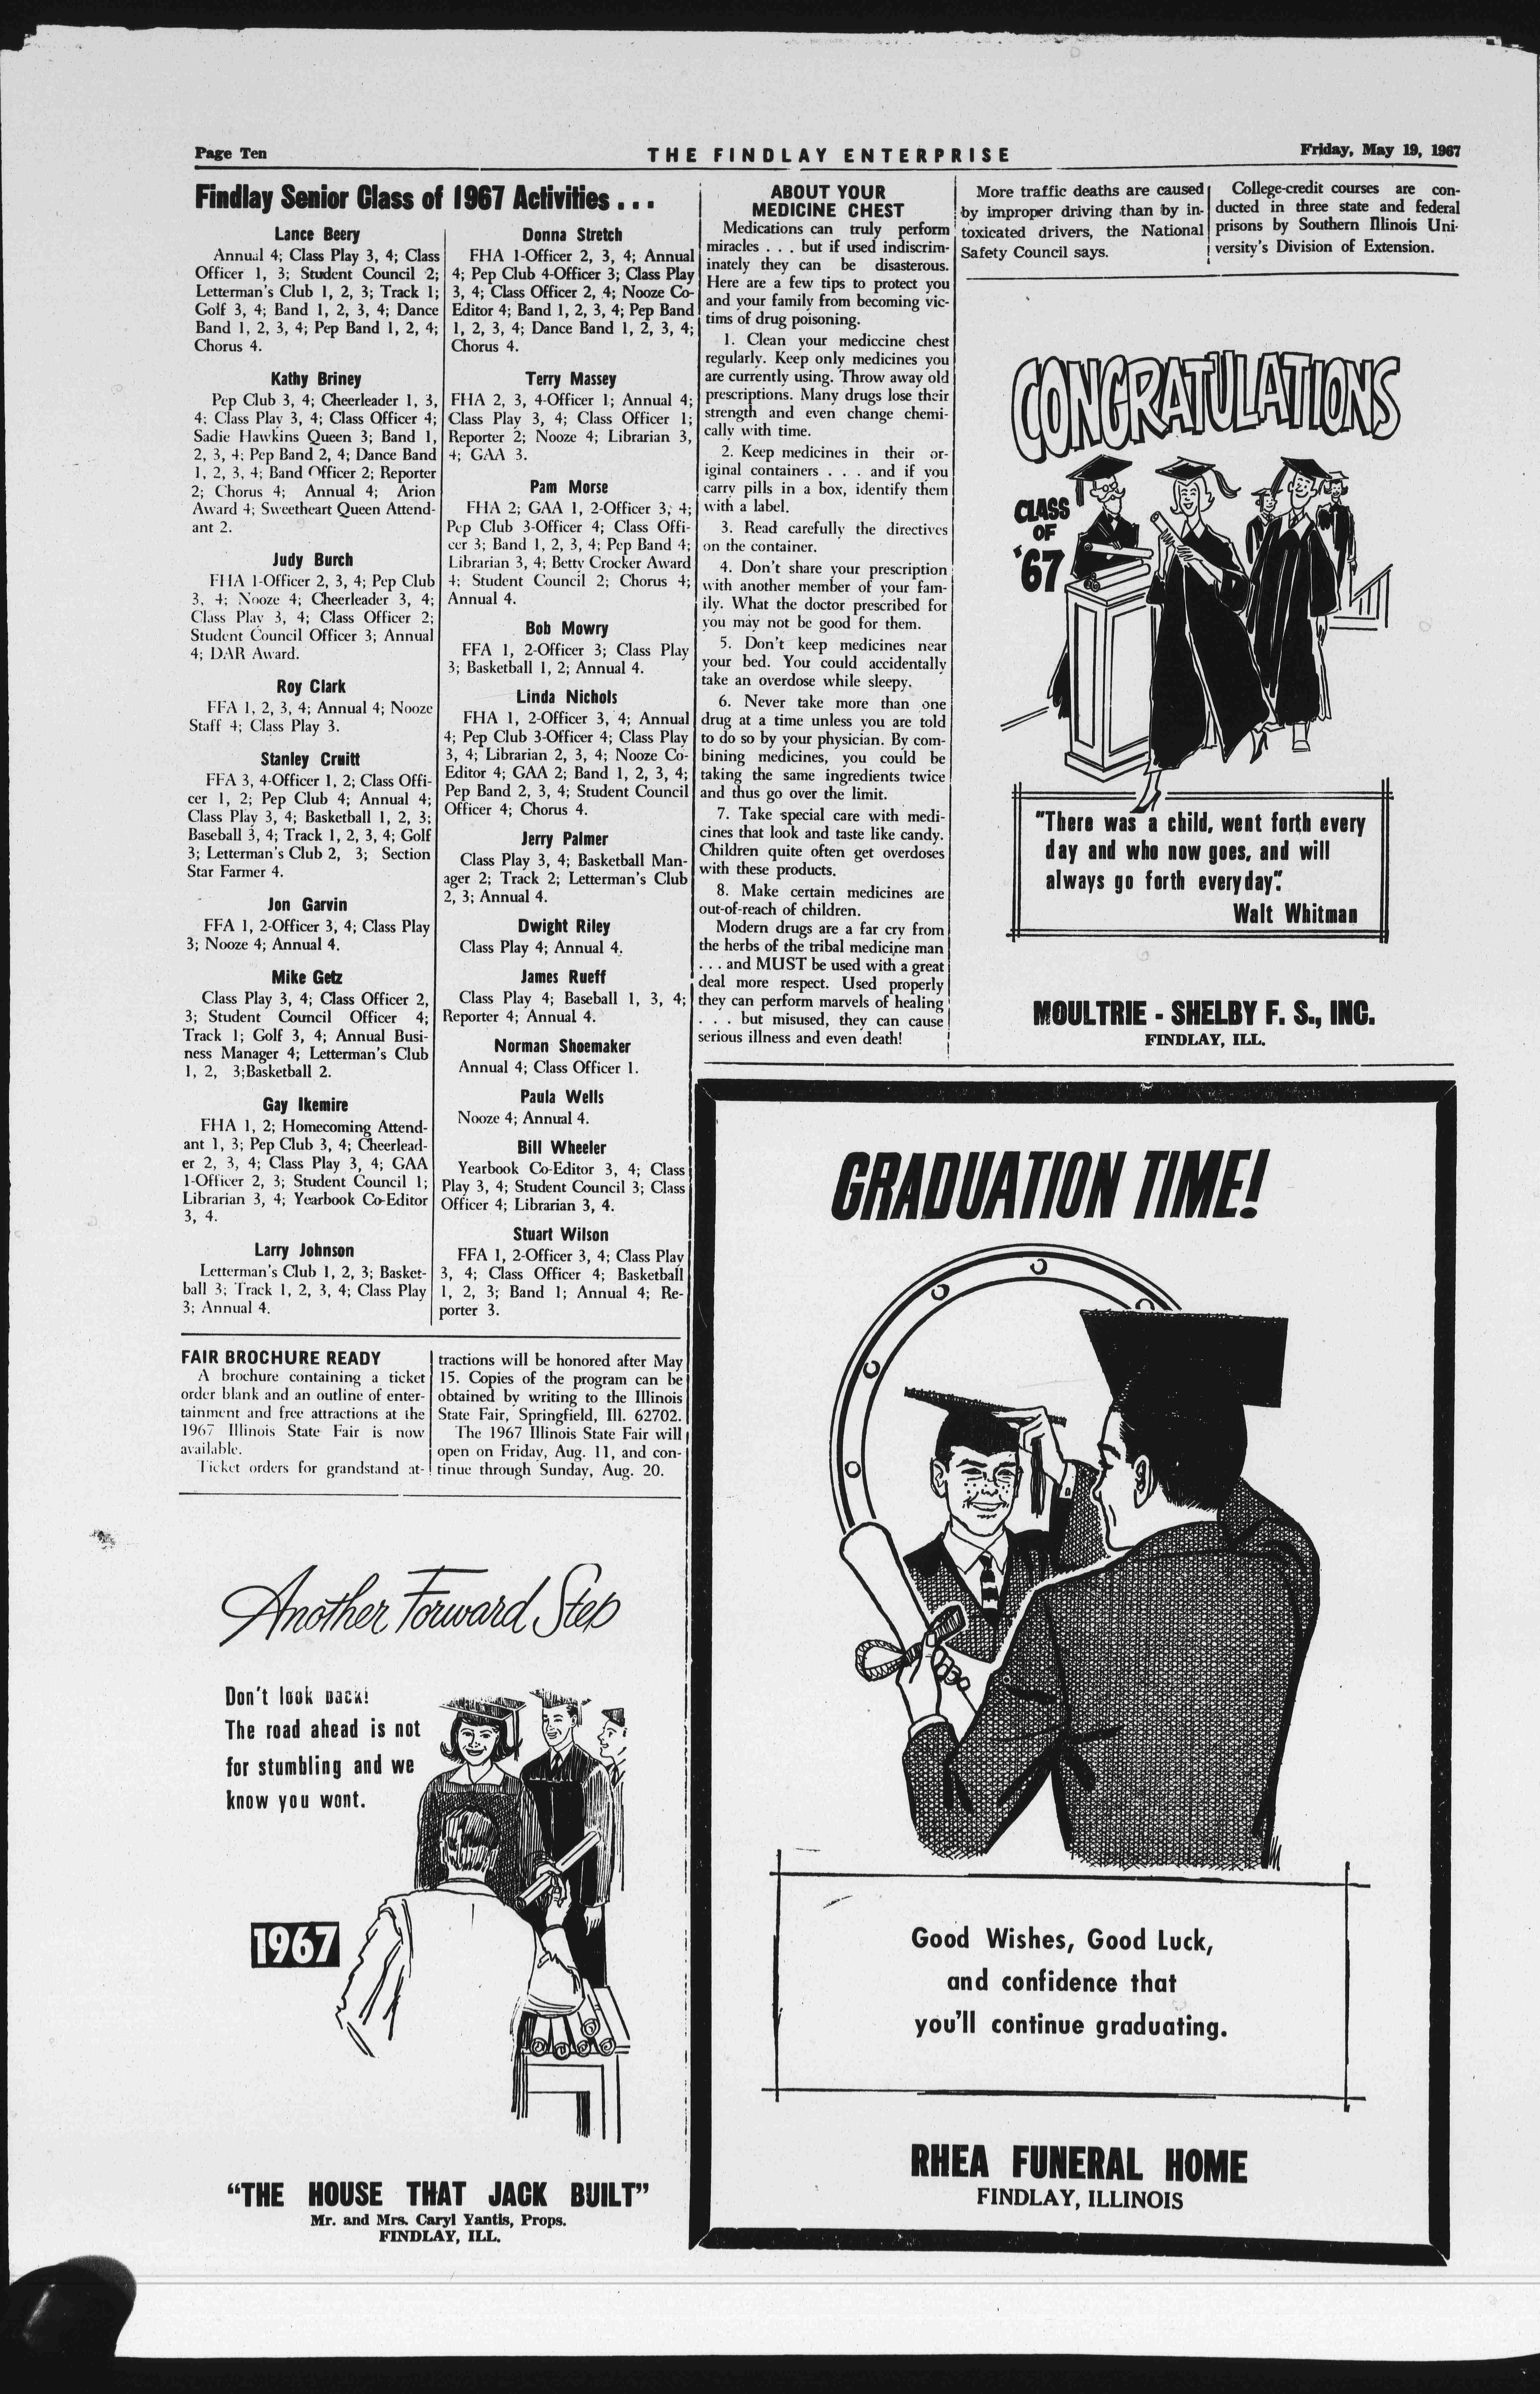 Page Ten
THE FINDLAY ENTERPRISE
Friday, May 19, 1967
Findlay Senior Class of 1967 Activities . . .
Lance Beery
Annual 4; Class Play 3, 4; Class
Officer 1, 3; Student Council 2;
Letterman's Club 1, 2, 3; Track 1;
Golf 3, 4; Band 1, 2, 3, 4; Dance
Band 1, 2, 3, 4; Pep Band 1, 2, 4;
Chorus 4.
Kathy Briney
Pep Club 3, 4; Cheerleader 1, 3,
4; Class Play 3, 4; Class Officer 4;
Sadie Hawkins Queen 3; Band 1,
2, 3, 4; Pep Band 2, 4; Dance Band
1, 2, 3, 4; Band Officer 2; Reporter
2; Chorus 4; Annual 4; Arion
Award 4; Sweetheart Queen Attend-
ant 2.
Judy Burch
FHA 1-Officer 2, 3, 4; Pep Club
3, 4; Nooze 4; Cheerleader 3, 4;
Class Play 3, 4; Class Officer 2;
Student Council Officer 3; Annual
4; DAR Award.
Roy Clark
FFA 1, 2, 3, 4; Annual 4; Nooze
Staff 4; Class Play 3.
Stanley Cruitt
FFA 3, 4-Officer 1, 2; Class Offi-
cer 1, 2; Pep Club 4; Annual 4;
Class Play 3, 4; Basketball 1, 2, 3;
Baseball 3, 4; Track 1, 2, 3, 4; Golf
3; Letterman's Club 2, 3; Section
Star Farmer 4.
Jon Garvin
FFA 1, 2-Officer 3, 4; Class Play
3; Nooze 4; Annual 4.
Mike Getz
Class Play 3, 4; Class Officer 2,
3; Student Council Officer 4;
Track 1; Golf 3, 4; Annual Busi-
ness Manager 4; Letterman's Club
1, 2, 3;Basketball 2.
Gay Ikemire
FHA 1, 2; Homecoming Attend-
ant 1, 3; Pep Club 3, 4; Cheerlead-
er 2, 3, 4; Class Play 3, 4; GAA
1-Officer 2, 3; Student Council 1;
Librarian 3, 4; Yearbook Co-Editor
3, 4.
Larry Johnson
Letterman's Club 1, 2, 3; Basket-
ball 3; Track 1, 2, 3, 4; Class Play
3; Annual 4.
Donna Stretch
FHA 1-Officer 2, 3, 4; Annual
4; Pep Club 4-Officer 3; Class Play
3, 4; Class Officer 2, 4; Nooze Co-
Editor 4; Band 1, 2, 3, 4; Pep Band
1, 2, 3, 4; Dance Band 1, 2, 3, 4;
Chorus 4.
Terry Massey
FHA 2, 3, 4-Officer 1; Annual 4;
Class Play 3, 4; Class Officer 1;
Reporter 2; Nooze 4; Librarian 3,
4; GAA 3.
Pam Morse
FHA 2; GAA 1, 2-Officer 3, 4;
Pep Club 3-Officer 4; Class Offi-
cer 3; Band 1, 2, 3, 4; Pep Band 4;
Librarian 3, 4; Betty Crocker Award
4; Student Council 2; Chorus 4;
Annual 4.
Bob Mowry
FFA 1, 2-Officer 3; Class Play
3; Basketball 1, 2; Annual 4.
Linda Nichols
FHA 1, 2-Officer 3, 4; Annual
4; Pep Club 3-Officer 4; Class Play
3, 4; Librarian 2, 3, 4; Nooze Co-
Editor 4; GAA 2; Band 1, 2, 3, 4;
Pep Band 2, 3, 4; Student Council
Officer 4; Chorus 4.
Jerry Palmer
Class Play 3, 4; Basketball Man-
ager 2; Track 2; Letterman's Club
2, 3; Annual 4.
Dwight Riley
Class Play 4; Annual 4.
James Rueff
Class Play 4; Baseball 1, 3, 4;
Reporter 4; Annual 4.
Norman Shoemaker
Annual 4; Class Officer 1.
Paula Wells
Nooze 4; Annual 4.
Bill Wheeler
Yearbook Co-Editor 3, 4; Class
Play 3, 4; Student Council 3; Class
Officer 4; Librarian 3, 4.
Stuart Wilson
FFA 1, 2-Officer 3, 4; Class Play
3, 4; Class Officer 4; Basketball
1, 2, 3; Band 1; Annual 4; Re-
porter 3.
FAIR BROCHURE READY
A brochure containing a ticket
order blank and an outline of enter-
tainment and free attractions at the
1967 Illinois State Fair is now
available.
Ticket orders for grandstand at-
tractions will be honored after May
15. Copies of the program can be
obtained by writing to the Illinois
State Fair, Springfield, Ill. 62702.
The 1967 Illinois State Fair will
open on Friday, Aug. 11, and con-
tinue through Sunday, Aug. 20.
ABOUT YOUR
MEDICINE CHEST
Medications can truly perform
miracles . . . but if used indiscrim-
inately they can be disasterous.
Here are a few tips to protect you
and your family from becoming vic-
tims of drug poisoning.
1. Clean your mediccine chest
regularly. Keep only medicines you
are currently using. Throw away old
prescriptions. Many drugs lose their
strength and even change chemi-
cally with time.
2. Keep medicines in their or-
iginal containers . . . and if you
carry pills in a box, identify them
with a label.
3. Read carefully the directives
on the container.
4. Don't share your prescription
with another member of your fam-
ily. What the doctor prescribed for
you may not be good for them.
5. Don't keep medicines near
your bed. You could accidentally
take an overdose while sleepy.
6. Never take more than one
drug at a time unless you are told
to do so by your physician. By com-
bining medicines, you could be
taking the same ingredients twice
and thus go over the limit.
7. Take special care with medi-
cines that look and taste like candy.
Children quite often get overdoses
with these products.
8. Make certain medicines are
out-of-reach of children.
Modern drugs are a far cry from
the herbs of the tribal medicine man
. . . and MUST be used with a great
deal more respect. Used properly
they can perform marvels of healing
. . . but misused, they can cause
serious illness and even death!
More traffic deaths are caused
by improper driving than by in-
toxicated drivers, the National
Safety Council says.
College-credit courses are con-
ducted in three state and federal
prisons by Southern Illinois Uni-
versity's Division of Extension.
CONGRATULATIONS
CLASS
OF
'67
"There was a child, went forth every
day and who now goes, and will
always go forth everyday".
Walt Whitman
MOULTRIE - SHELBY F. S., INC.
FINDLAY, ILL.
Another Forward Step
Don't look back!
The road ahead is not
for stumbling and we
know you wont.
1967
"THE HOUSE THAT JACK BUILT"
Mr. and Mrs. Caryl Yantis, Props.
FINDLAY, ILL.
GRADUATION TIME!
Good Wishes, Good Luck,
and confidence that
you'll continue graduating.
RHEA FUNERAL HOME
FINDLAY, ILLINOIS